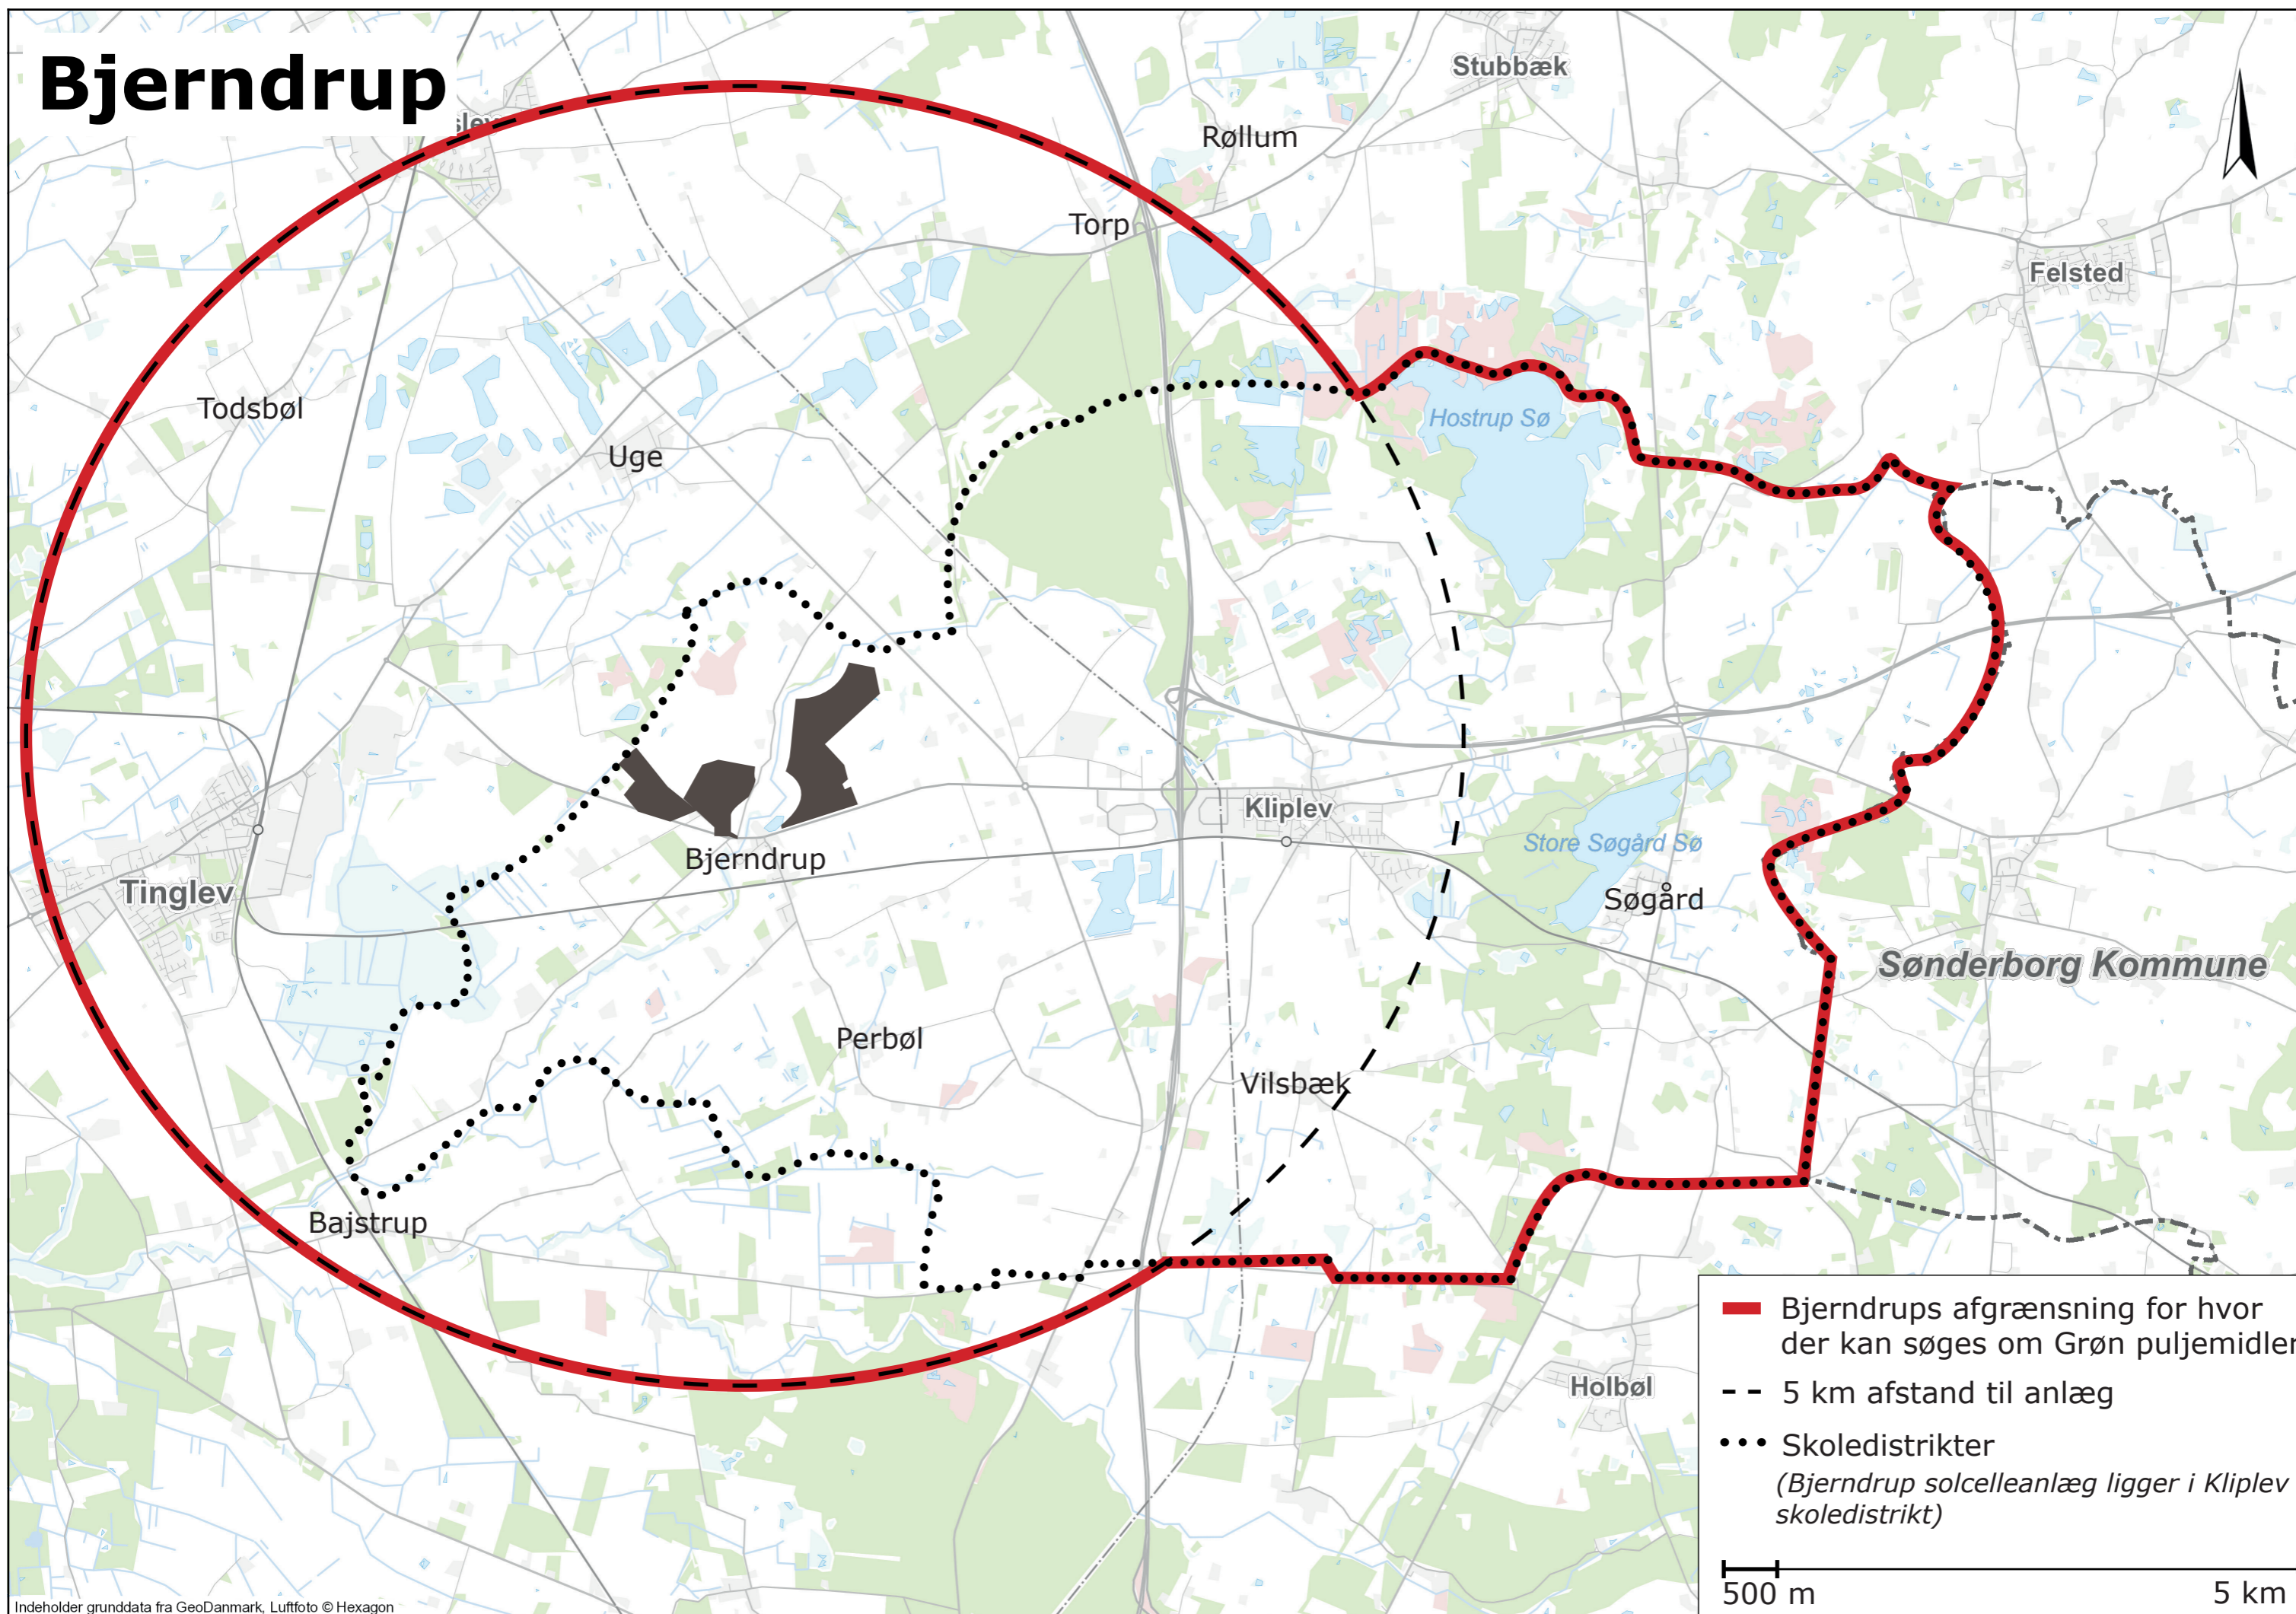 Bjerndrup
Stubbæk
Røllum
Torp
Felsted
Todsbøl
Hostrup Sø
Uge
Kliplev
Store Søgård Sø
Bjerndrup
Tinglev
Søgård
Sønderborg Kommune
Perbøl
Vilsbæk
Bajstrup
Holbøl
Bjerndrups afgrænsning for hvor
der kan søges om Grøn puljemidler
5 km afstand til anlæg
Skoledistrikter
(Bjerndrup solcelleanlæg ligger i Kliplev
skoledistrikt)
500 m
5 km
Indeholder grunddata fra GeoDanmark, Luftfoto © Hexagon